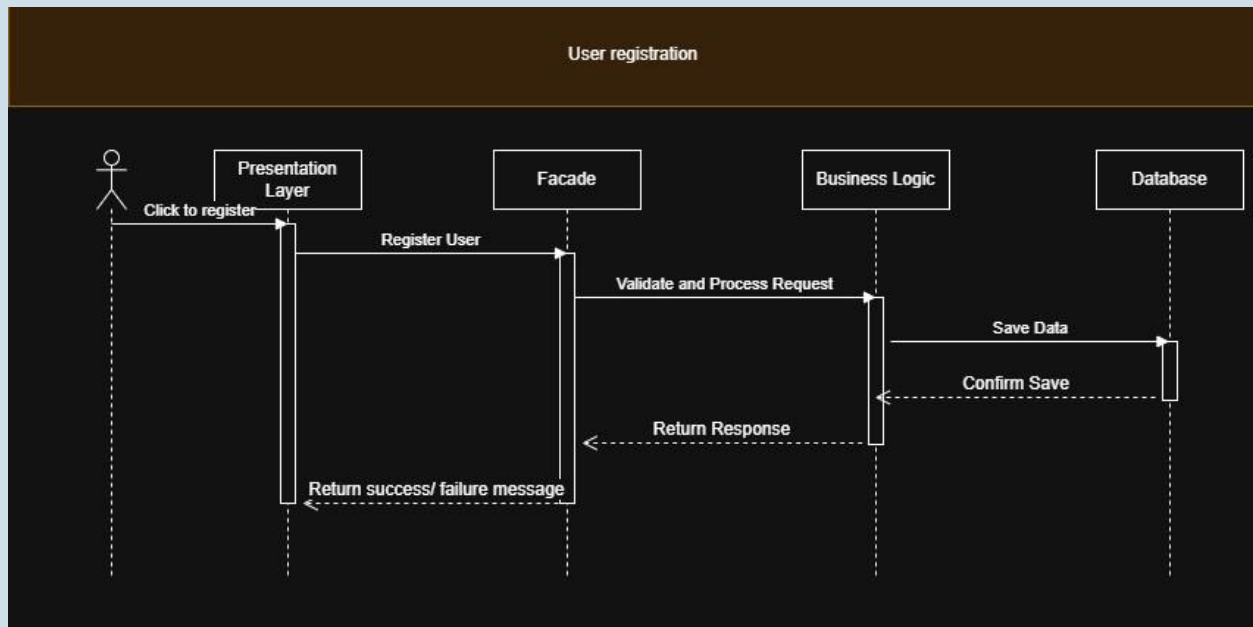 User registration
Presentation
Layer
Facade
Business Logic
Database
Click to register
Register User
Validate and Process Request
Save Data
Confirm Save
Return Response
Return success/ failure message